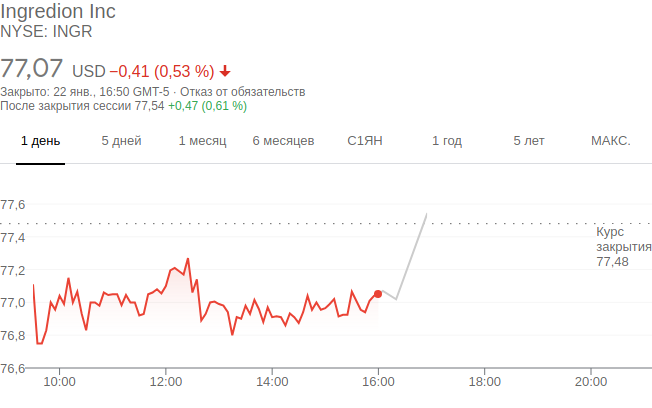 Ingredion Inc
NYSE: INGR
77,07 USD −0,41 (0,53 %)
Закрыто: 22 янв., 16:50 GMT-5 · Отказ от обязательств
После закрытия сессии 77,54 +0,47 (0,61 %)
1 день 5 дней 1 месяц 6 месяцев С1ЯН 1 год 5 лет МАКС.
77,6
77,4
77,2
77,0
76,8
76,6
Курс
закрытия
77,48
10:00 12:00 14:00 16:00 18:00 20:00